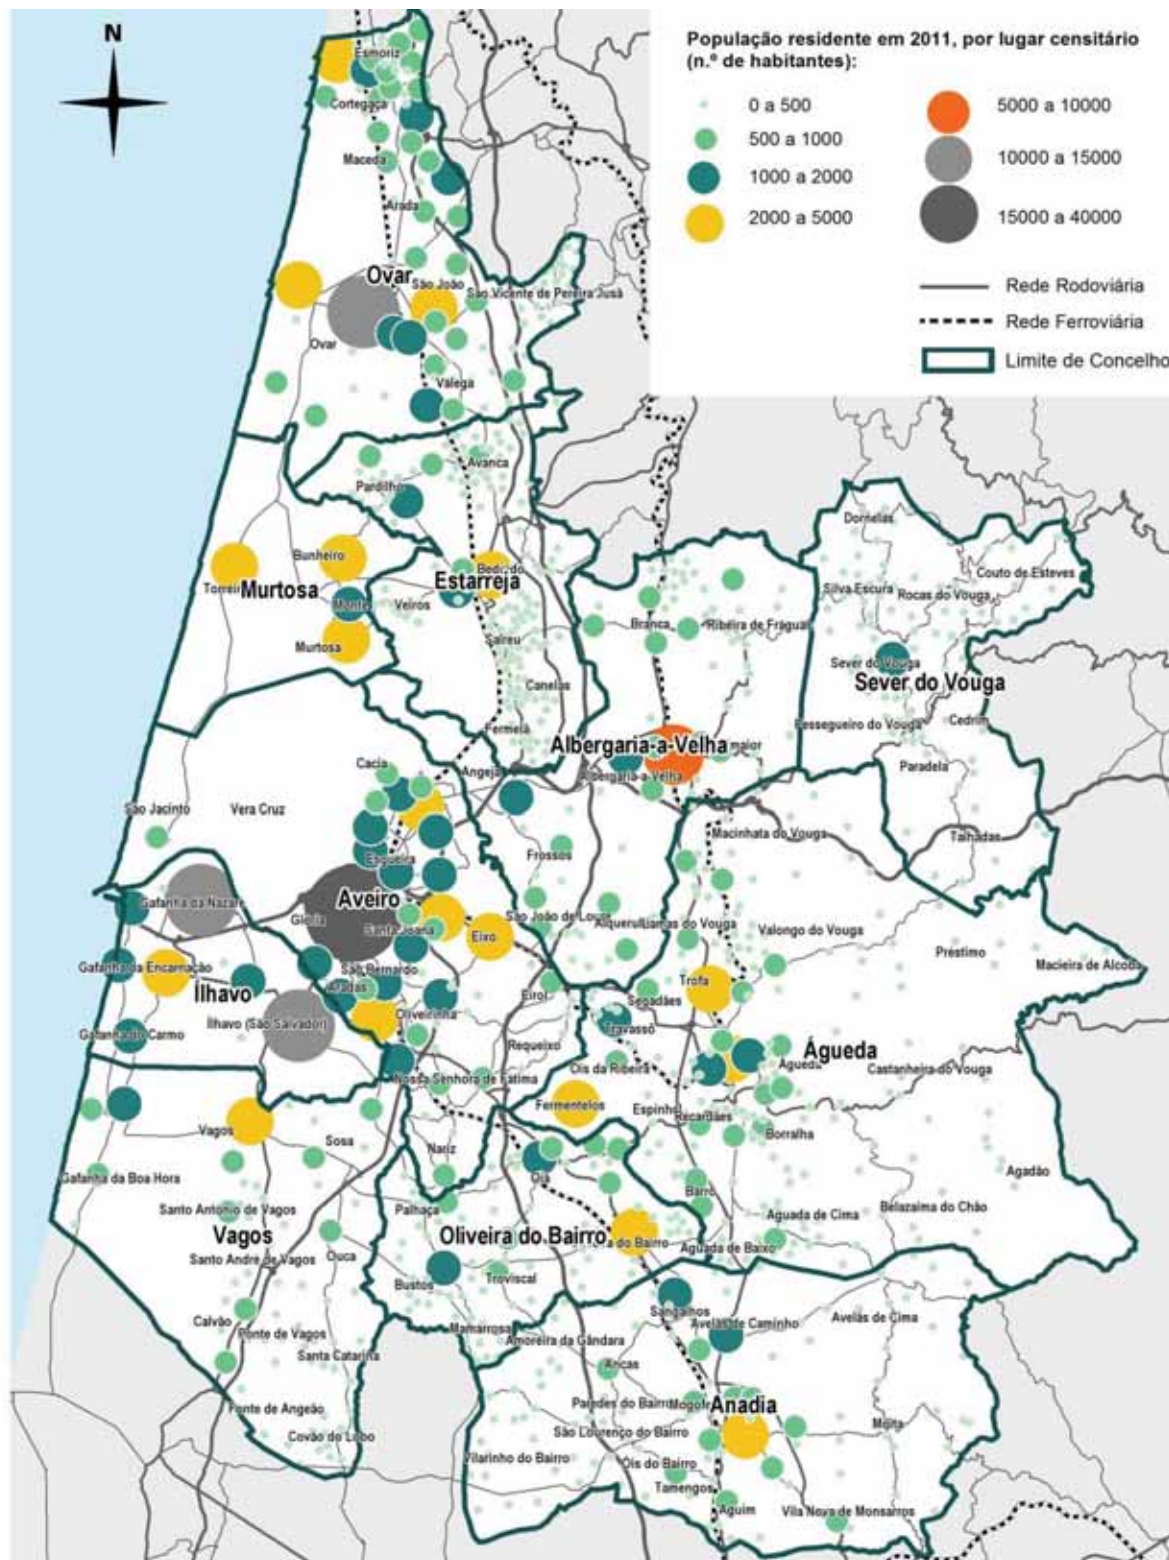 N
População residente em 2011, por lugar censitário
(n.º de habitantes):
0 a 500
500 a 1000
1000 a 2000
2000 a 5000
5000 a 10000
10000 a 15000
15000 a 40000
Rede Rodoviária
Rede Ferroviária
Limite de Concelho
Esmoriz
Cortegaça
Maceda
Arada
Ovar
São João
São Vicente de Pereira Jusã
Ovar
Válega
Avanca
Pardilhó
Bunheiro
Torreira
Murtosa
Monte
Murtosa
Estarreja
Beduído
Veiros
Salreu
Canelas
Fermelã
Dornelas
Couto de Esteves
Silva Escura
Rocas do Vouga
Branca
Ribeira de Fráguas
Sever do Vouga
Sever do Vouga
Pessegueiro do Vouga
Cedrim
Paradela
Talhadas
Albergaria-a-Velha
Albergaria-a-Velha
Angeja
Cacia
São Jacinto
Vera Cruz
Esgueira
Frossos
Macinhata do Vouga
Gafanha da Nazaré
Aveiro
Glória
Santa Joana
Eixo
São João de Loure
Alquerubim
Lamas do Vouga
Valongo do Vouga
Préstimo
Macieira de Alcoba
Gafanha da Encarnação
São Bernardo
Ílhavo
Aradas
Eirol
Segadães
Trofa
Gafanha do Carmo
Ílhavo (São Salvador)
Oliveirinha
Travassô
Requeixo
Águeda
Águeda
Castanheira do Vouga
Nossa Senhora de Fátima
Óis da Ribeira
Fermentelos
Espinhel
Recardães
Borralha
Vagos
Sosa
Nariz
Oiã
Gafanha da Boa Hora
Agadão
Santo António de Vagos
Palhaça
Barrô
Belazaima do Chão
Aguada de Cima
Vagos
Oliveira do Bairro
Aguada de Baixo
Santo André de Vagos
Ouca
Bustos
Troviscal
Calvão
Ponte de Vagos
Mamarrosa
Amoreira da Gândara
Sangalhos
Avelãs de Caminho
Avelãs de Cima
Santa Catarina
Ancas
Fonte de Angeão
Paredes do Bairro
Anadia
Moita
Covão do Lobo
São Lourenço do Bairro
Vilarinho do Bairro
Óis do Bairro
Tamengos
Aguim
Vila Nova de Monsarros